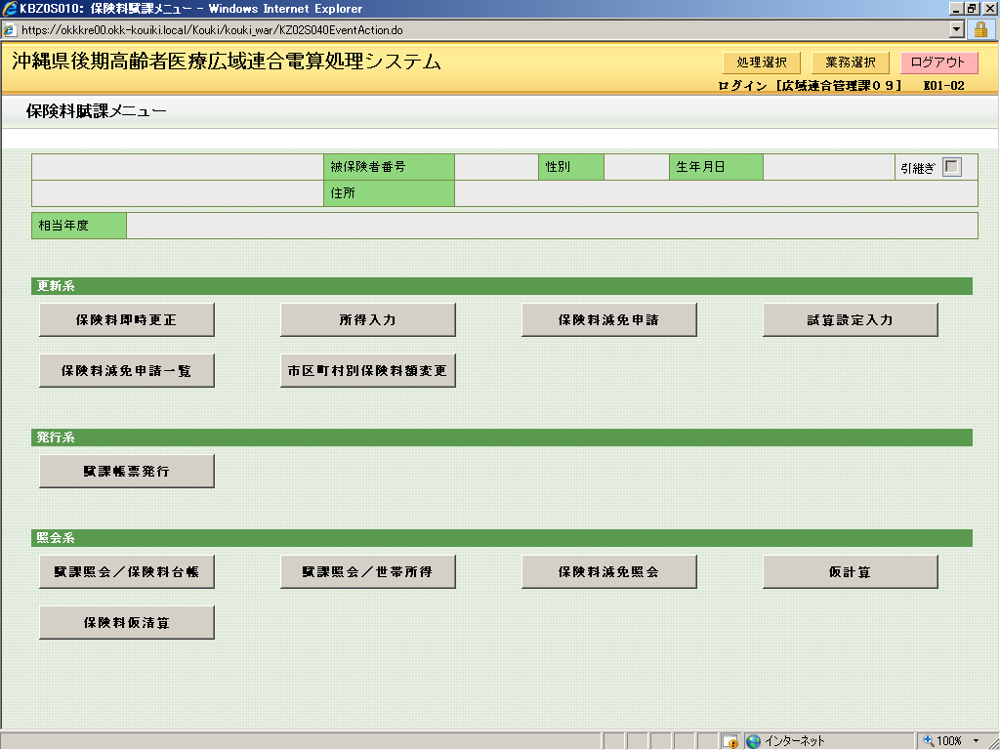 KBZ0S010: 保険料賦課メニュー - Windows Internet Explorer
https://okkkre00.okk-kouiki.local/Kouki/kouki_war/KZ02S040EventAction.do
沖縄県後期高齢者医療広域連合電算処理システム
処理選択 業務選択 ログアウト
ログイン [広域連合管理課09] K01-02
保険料賦課メニュー
被保険者番号 性別 生年月日 引継ぎ
住所
相当年度
更新系
保険料即時更正 所得入力 保険料減免申請 試算設定入力
保険料減免申請一覧 市区町村別保険料額変更
発行系
賦課帳票発行
照会系
賦課照会/保険料台帳 賦課照会/世帯所得 保険料減免照会 仮計算
保険料仮清算
インターネット 100%